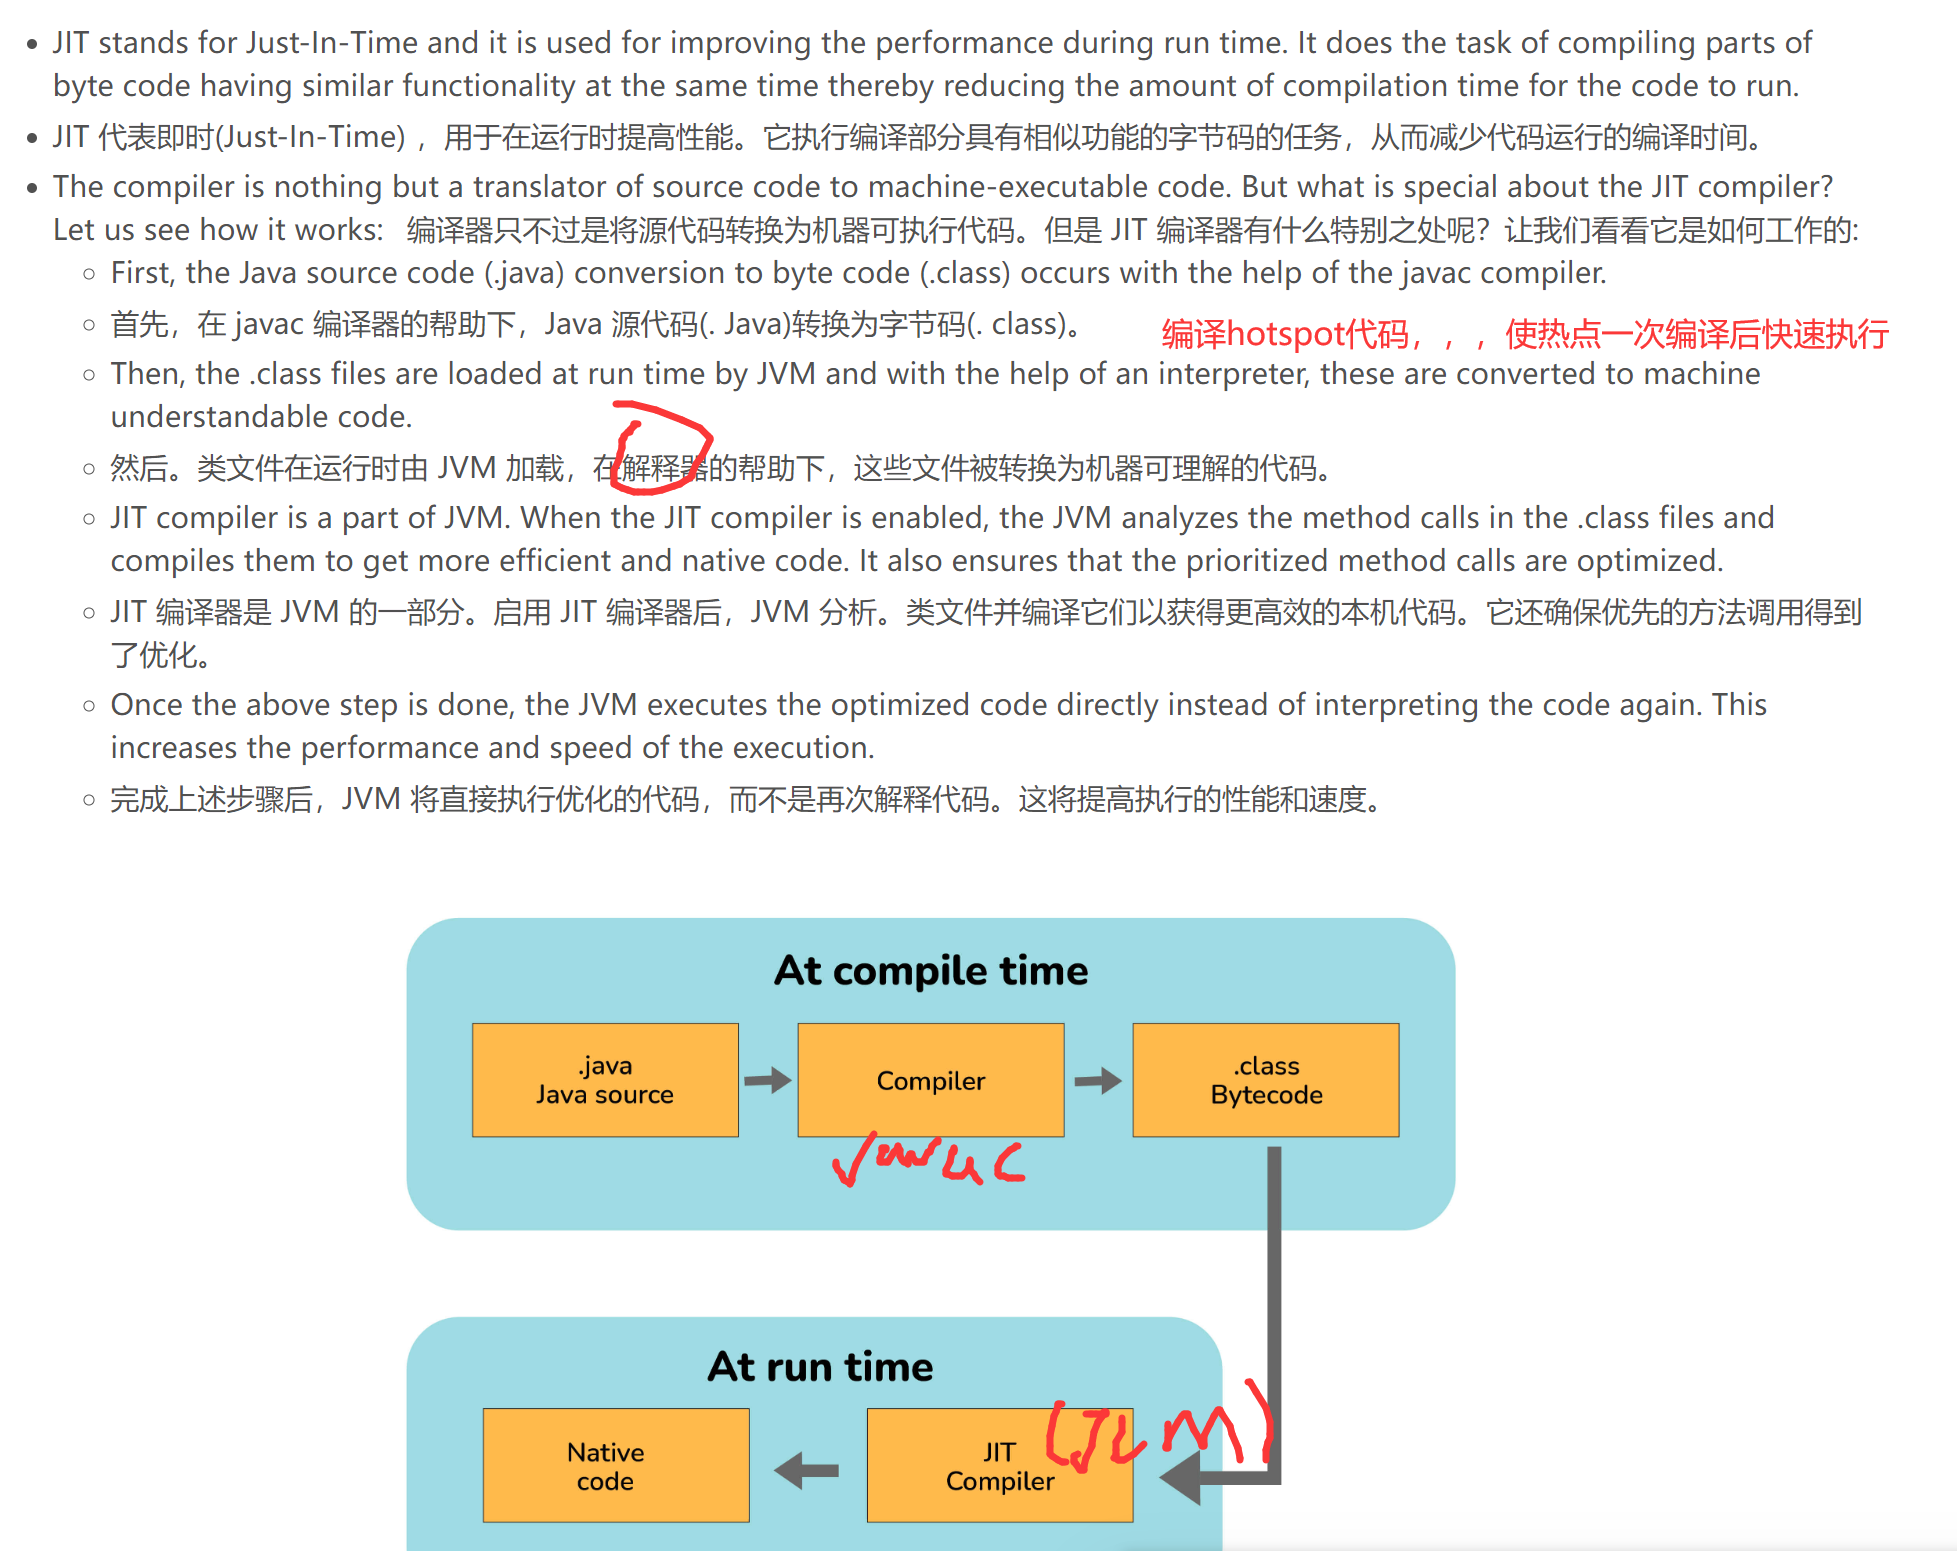 JIT stands for Just-In-Time and it is used for improving the performance during run time. It does the task of compiling parts of
byte code having similar functionality at the same time thereby reducing the amount of compilation time for the code to run.
JIT 代表即时(Just-In-Time) ，用于在运行时提高性能。它执行编译部分具有相似功能的字节码的任务，从而减少代码运行的编译时间。
The compiler is nothing but a translator of source code to machine-executable code. But what is special about the JIT compiler?
Let us see how it works: 编译器只不过是将源代码转换为机器可执行代码。但是 JIT 编译器有什么特别之处呢？让我们看看它是如何工作的:
First, the Java source code (.java) conversion to byte code (.class) occurs with the help of the javac compiler.
首先，在 javac 编译器的帮助下，Java 源代码(. Java)转换为字节码(. class)。
编译hotspot代码，，，使热点一次编译后快速执行
Then, the .class files are loaded at run time by JVM and with the help of an interpreter, these are converted to machine
understandable code.
然后。类文件在运行时由 JVM 加载，在解释器的帮助下，这些文件被转换为机器可理解的代码。
JIT compiler is a part of JVM. When the JIT compiler is enabled, the JVM analyzes the method calls in the .class files and
compiles them to get more efficient and native code. It also ensures that the prioritized method calls are optimized.
JIT 编译器是 JVM 的一部分。启用 JIT 编译器后，JVM 分析。类文件并编译它们以获得更高效的本机代码。它还确保优先的方法调用得到
了优化。
Once the above step is done, the JVM executes the optimized code directly instead of interpreting the code again. This
increases the performance and speed of the execution.
完成上述步骤后，JVM 将直接执行优化的代码，而不是再次解释代码。这将提高执行的性能和速度。
At compile time
.java
Java source
Compiler
.class
Bytecode
At run time
Native
code
JIT
Compiler